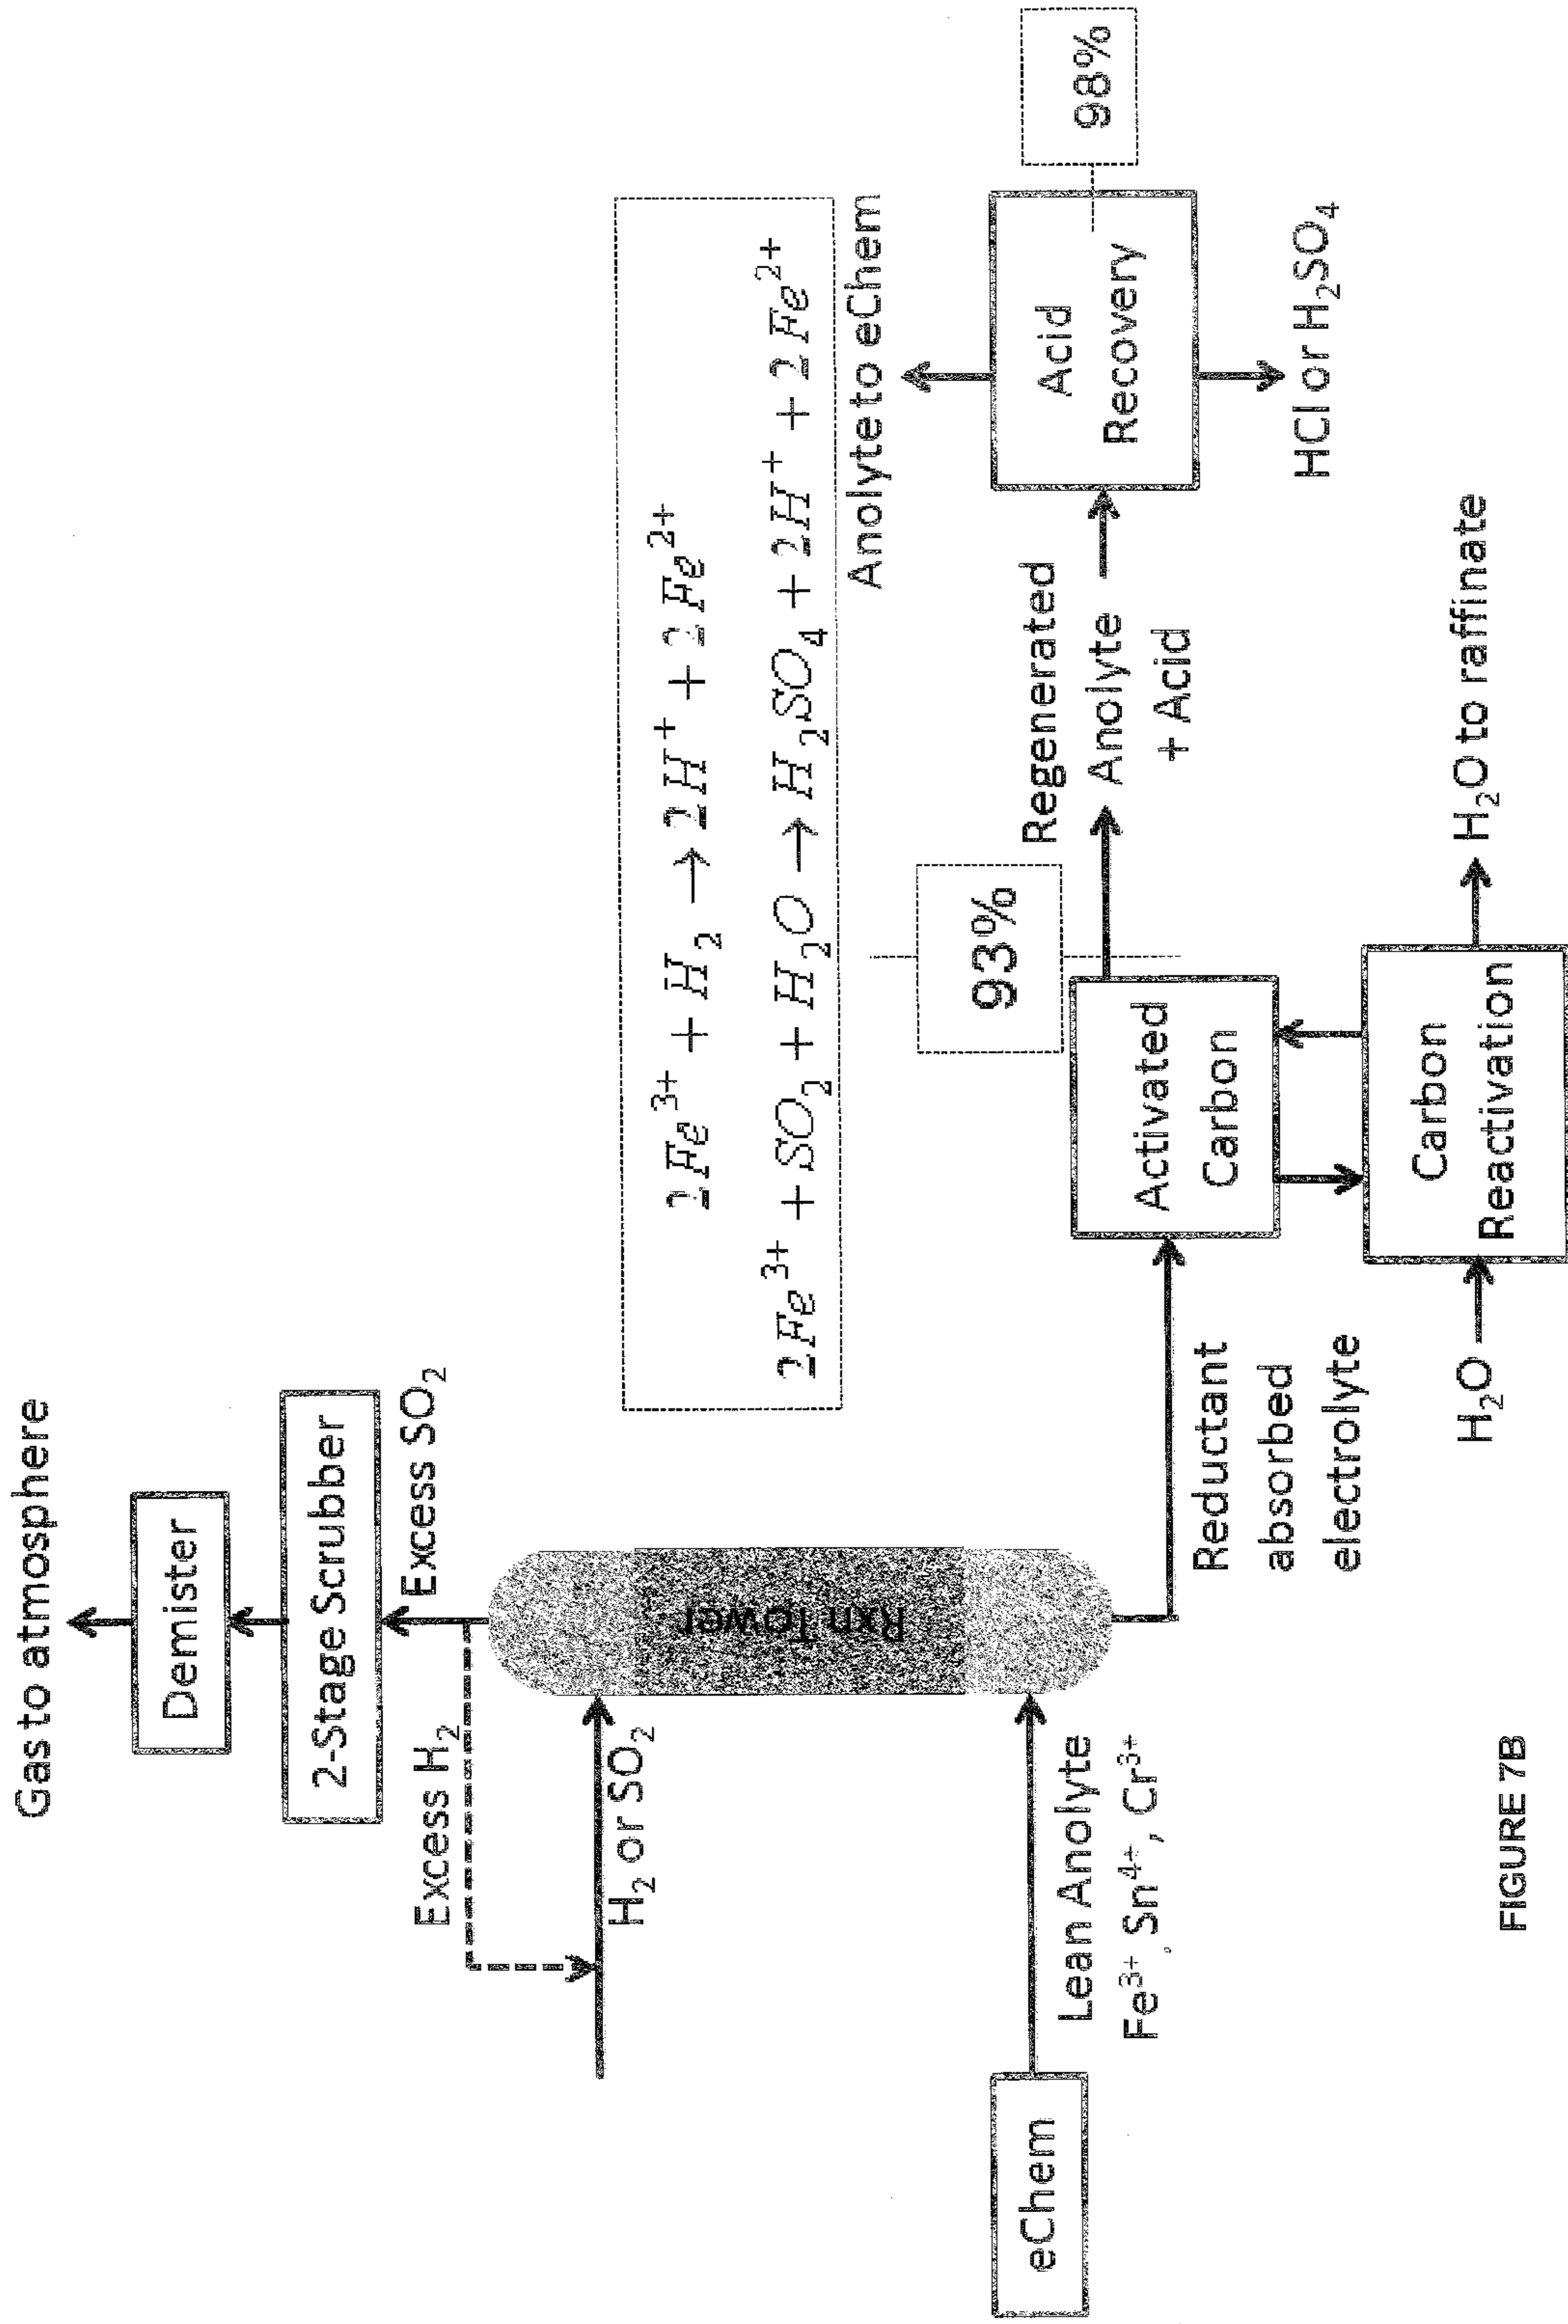 Gas to atmosphere
Demister
2-Stage Scrubber
Excess H₂
Excess SO₂
H₂ or SO₂
Rxn Tower
2Fe³⁺ + H₂ → 2H⁺ + 2Fe²⁺
2Fe³⁺ + SO₂ + H₂O → H₂SO₄ + 2H⁺ + 2Fe²⁺
eChem
Lean Anolyte
Fe³⁺, Sn⁴⁺, Cr³⁺
Reductant
absorbed
electrolyte
Activated
Carbon
93%
Regenerated
Anolyte
+ Acid
Anolyte to eChem
Acid
Recovery
98%
HCl or H₂SO₄
H₂O
Carbon
Reactivation
H₂O to raffinate
FIGURE 7B